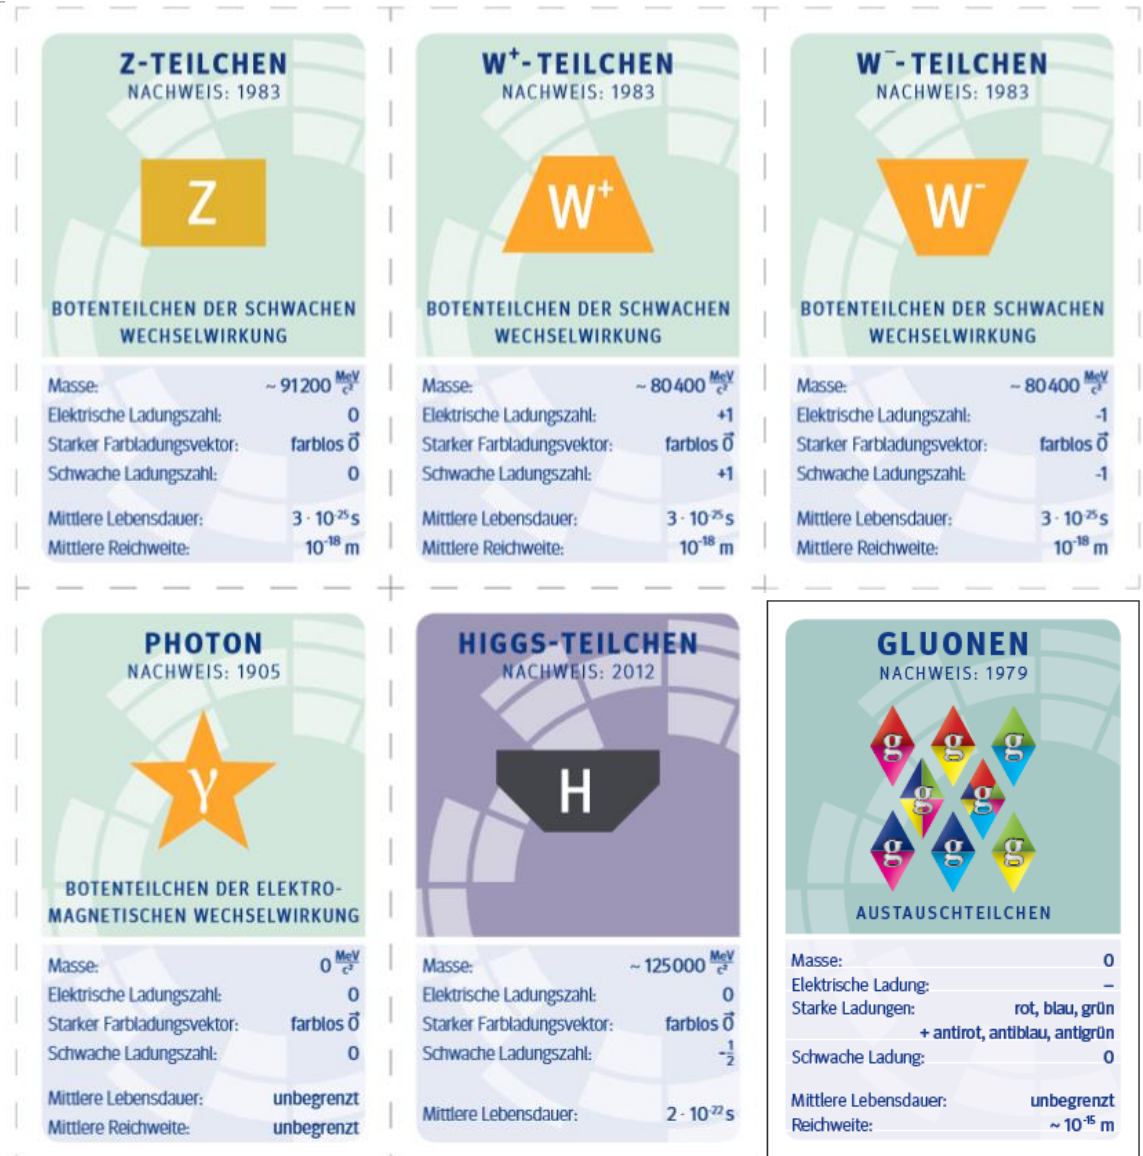 Z-TEILCHEN
NACHWEIS: 1983
Z
BOTENTEILCHEN DER SCHWACHEN
WECHSELWIRKUNG
Masse: ~ 91200 MeV/c²
Elektrische Ladungszahl: 0
Starker Farbladungsvektor: farblos 0⃗
Schwache Ladungszahl: 0
Mittlere Lebensdauer: 3 · 10⁻²⁵ s
Mittlere Reichweite: 10⁻¹⁸ m
W⁺-TEILCHEN
NACHWEIS: 1983
W⁺
BOTENTEILCHEN DER SCHWACHEN
WECHSELWIRKUNG
Masse: ~ 80400 MeV/c²
Elektrische Ladungszahl: +1
Starker Farbladungsvektor: farblos 0⃗
Schwache Ladungszahl: +1
Mittlere Lebensdauer: 3 · 10⁻²⁵ s
Mittlere Reichweite: 10⁻¹⁸ m
W⁻-TEILCHEN
NACHWEIS: 1983
W⁻
BOTENTEILCHEN DER SCHWACHEN
WECHSELWIRKUNG
Masse: ~ 80400 MeV/c²
Elektrische Ladungszahl: -1
Starker Farbladungsvektor: farblos 0⃗
Schwache Ladungszahl: -1
Mittlere Lebensdauer: 3 · 10⁻²⁵ s
Mittlere Reichweite: 10⁻¹⁸ m
PHOTON
NACHWEIS: 1905
γ
BOTENTEILCHEN DER ELEKTRO-
MAGNETISCHEN WECHSELWIRKUNG
Masse: 0 MeV/c²
Elektrische Ladungszahl: 0
Starker Farbladungsvektor: farblos 0⃗
Schwache Ladungszahl: 0
Mittlere Lebensdauer: unbegrenzt
Mittlere Reichweite: unbegrenzt
HIGGS-TEILCHEN
NACHWEIS: 2012
H
Masse: ~ 125000 MeV/c²
Elektrische Ladungszahl: 0
Starker Farbladungsvektor: farblos 0⃗
Schwache Ladungszahl: -1/2
Mittlere Lebensdauer: 2 · 10⁻²² s
GLUONEN
NACHWEIS: 1979
g g g
g g
g g g
AUSTAUSCHTEILCHEN
Masse: 0
Elektrische Ladung: –
Starke Ladungen: rot, blau, grün
+ antirot, antiblau, antigrün
Schwache Ladung: 0
Mittlere Lebensdauer: unbegrenzt
Reichweite: ~ 10⁻¹⁵ m